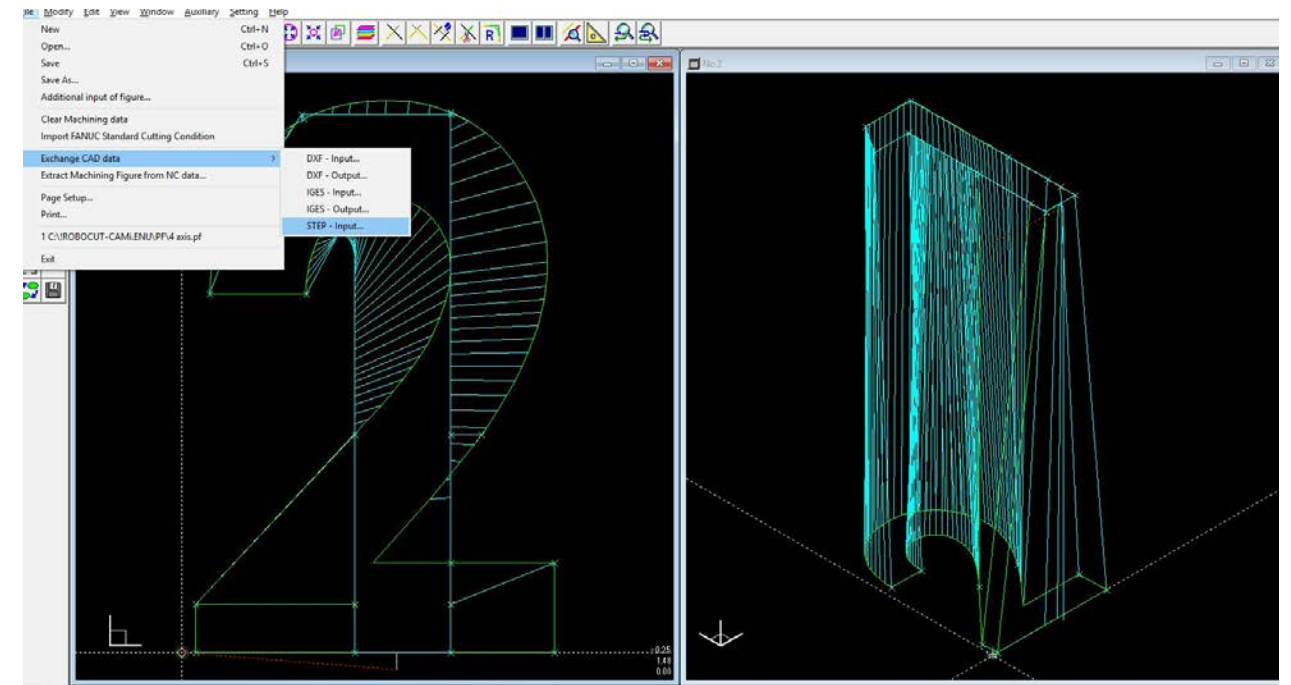 ile Modify Edit View Window Auxiliary Setting Help
New Ctrl+N
Open... Ctrl+O
Save Ctrl+S
Save As...
Additional input of figure...
Clear Machining data
Import FANUC Standard Cutting Condition
Exchange CAD data
Extract Machining Figure from NC data...
Page Setup...
Print...
1 C:\!ROBOCUT-CAMi.ENU\PF\4 axis.pf
Exit
DXF - Input...
DXF - Output...
IGES - Input...
IGES - Output...
STEP - Input...
R
No.2
-0.25
1.48
0.00